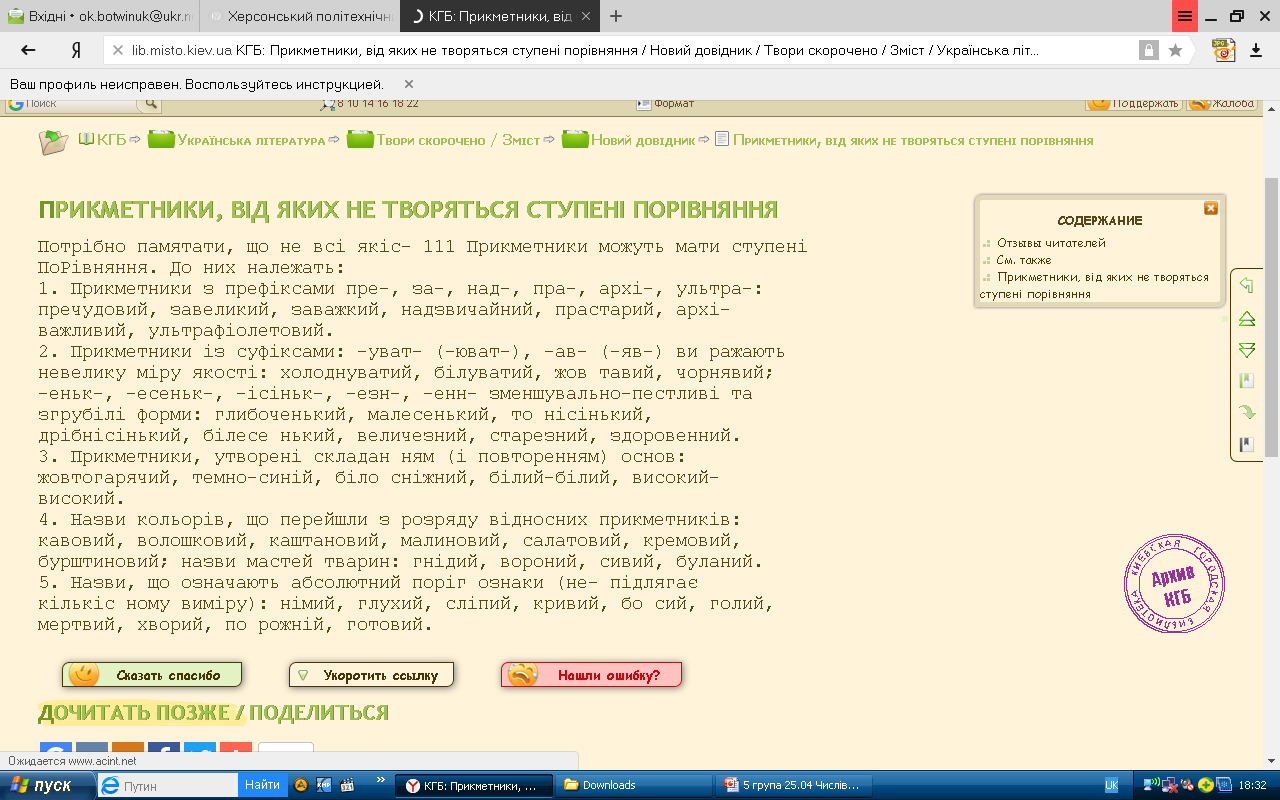 Вхідні • ok.botwinuk@ukr.n
Херсонський політехнічн
КГБ: Прикметники, від
lib.misto.kiev.ua КГБ: Прикметники, від яких не творяться ступені порівняння / Новий довідник / Твори скорочено / Зміст / Українська літ...
Ваш профиль неисправен. Воспользуйтесь инструкцией.
Поиск
8 10 14 16 18 22
Формат
Поддержать
Жалоба
КГБ
Українська література
Твори скорочено / Зміст
Новий довідник
Прикметники, від яких не творяться ступені порівняння
ПРИКМЕТНИКИ, ВІД ЯКИХ НЕ ТВОРЯТЬСЯ СТУПЕНІ ПОРІВНЯННЯ
Потрібно памятати, що не всі якіс- 111 Прикметники можуть мати ступені
ПоРівняння. До них належать:
1. Прикметники з префіксами пре-, за-, над-, пра-, архі-, ультра-:
пречудовий, завеликий, заважкий, надзвичайний, прастарий, архі-
важливий, ультрафіолетовий.
2. Прикметники із суфіксами: -уват- (-юват-), -ав- (-яв-) ви ражають
невелику міру якості: холоднуватий, білуватий, жов тавий, чорнявий;
-еньк-, -есеньк-, -ісіньк-, -езн-, -енн- зменшувально-пестливі та
згрубілі форми: глибоченький, малесенький, то нісінький,
дрібнісінький, білесе нький, величезний, старезний, здоровенний.
3. Прикметники, утворені складан ням (і повторонням) основ:
жовтогарячий, темно-синій, біло сніжний, білий-білий, високий-
високий.
4. Назви кольорів, що перейшли з розряду відносних прикметників:
кавовий, волошковий, каштановий, малиновий, салатовий, кремовий,
бурштиновий; назви мастей тварин: гнідий, вороний, сивий, буланий.
5. Назви, що означають абсолютний поріг ознаки (не- підлягає
кількіс ному виміру): німий, глухий, сліпий, кривий, бо сий, голий,
мертвий, хворий, по рожній, готовий.
СОДЕРЖАНИЕ
Отзывы читателей
См. также
Прикметники, від яких не творяться
ступені порівняння
КИЕВСКАЯ ГОРОДСКАЯ БИБЛИОТЕКА
Архив
КГБ
Сказать спасибо
Укоротить ссылку
Нашли ошибку?
ДОЧИТАТЬ ПОЗЖЕ / ПОДЕЛИТЬСЯ
Ожидается www.acint.net
пуск
Путин
Найти
КГБ: Прикметники, ...
Downloads
5 група 25.04 Числів...
UK
18:32